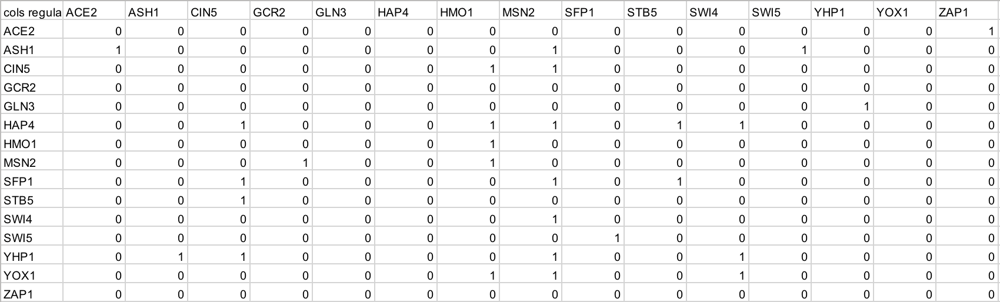 cols regula ACE2 ASH1 CIN5 GCR2 GLN3 HAP4 HMO1 MSN2 SFP1 STB5 SWI4 SWI5 YHP1 YOX1 ZAP1
ACE2 0 0 0 0 0 0 0 0 0 0 0 0 0 0 1
ASH1 1 0 0 0 0 0 0 1 0 0 0 1 0 0 0
CIN5 0 0 0 0 0 0 1 1 0 0 0 0 0 0 0
GCR2 0 0 0 0 0 0 0 0 0 0 0 0 0 0 0
GLN3 0 0 0 0 0 0 0 0 0 0 0 0 1 0 0
HAP4 0 0 1 0 0 0 1 1 0 1 1 0 0 0 0
HMO1 0 0 0 0 0 0 1 0 0 0 0 0 0 0 0
MSN2 0 0 0 1 0 0 1 0 0 0 0 0 0 0 0
SFP1 0 0 1 0 0 0 0 1 0 1 0 0 0 0 0
STB5 0 0 1 0 0 0 0 0 0 0 0 0 0 0 0
SWI4 0 0 0 0 0 0 0 1 0 0 0 0 0 0 0
SWI5 0 0 0 0 0 0 0 0 1 0 0 0 0 0 0
YHP1 0 1 1 0 0 0 0 1 0 0 1 0 0 0 0
YOX1 0 0 0 0 0 0 1 1 0 0 1 0 0 0 0
ZAP1 0 0 0 0 0 0 0 0 0 0 0 0 0 0 0